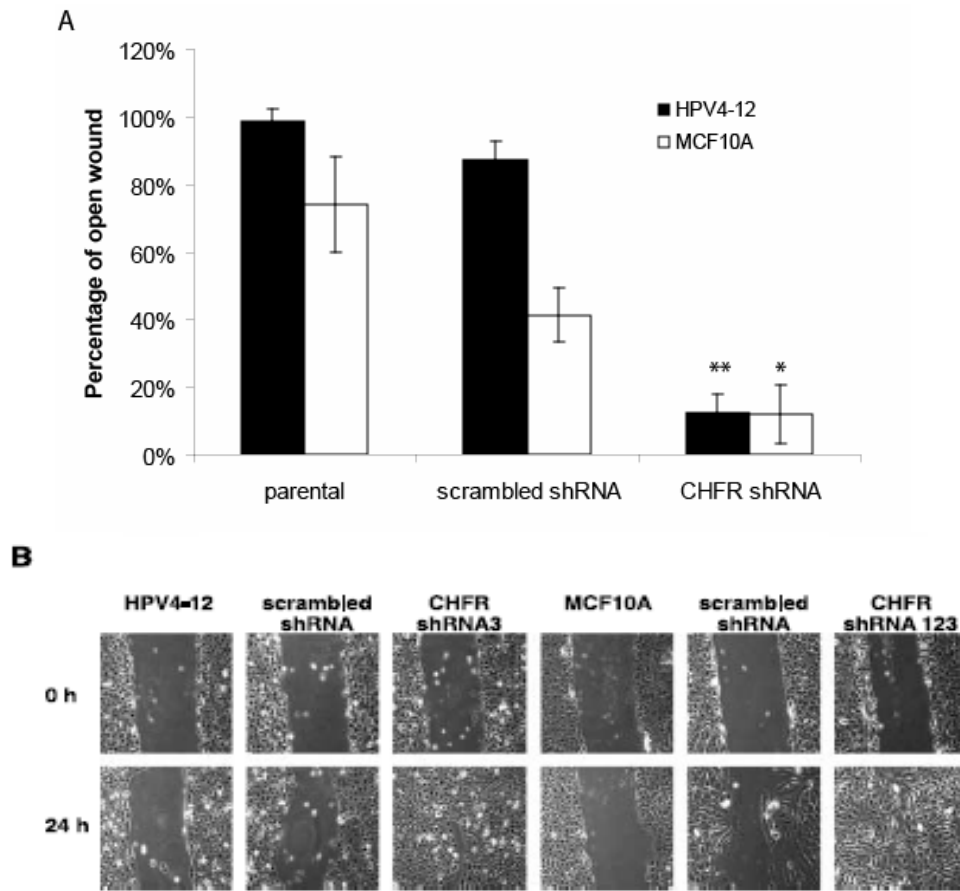 A
120%
100%
80%
60%
40%
20%
0%
Percentage of open wound
HPV4-12
MCF10A
** *
parental scrambled shRNA CHFR shRNA
B
HPV4-12 scrambled shRNA CHFR shRNA3 MCF10A scrambled shRNA CHFR shRNA 123
0 h
24 h